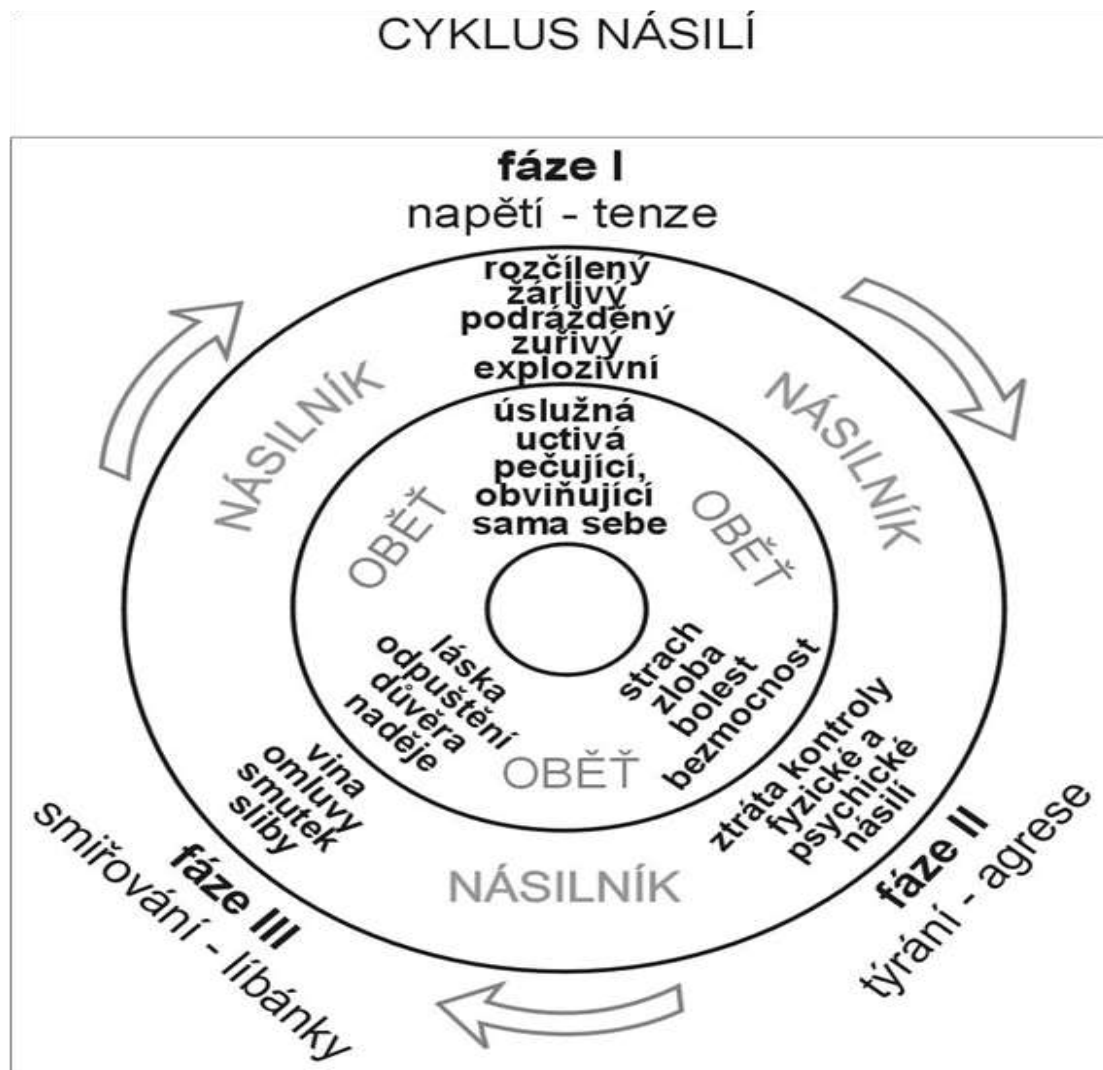 CYKLUS NÁSILÍ
fáze I
napětí - tenze
rozčílený
žárlivý
podrážděný
zuřivý
explozivní
NÁSILNÍK
NÁSILNÍK
úslužná
uctivá
pečující,
obviňující
sama sebe
OBĚŤ
OBĚŤ
strach
zloba
bolest
bezmocnost
ztráta kontroly
fyzické a
psychické
násilí
fáze II
týrání - agrese
láska
odpuštění
důvěra
naděje
OBĚŤ
vina
omluvy
smutek
sliby
NÁSILNÍK
fáze III
smiřování - líbánky